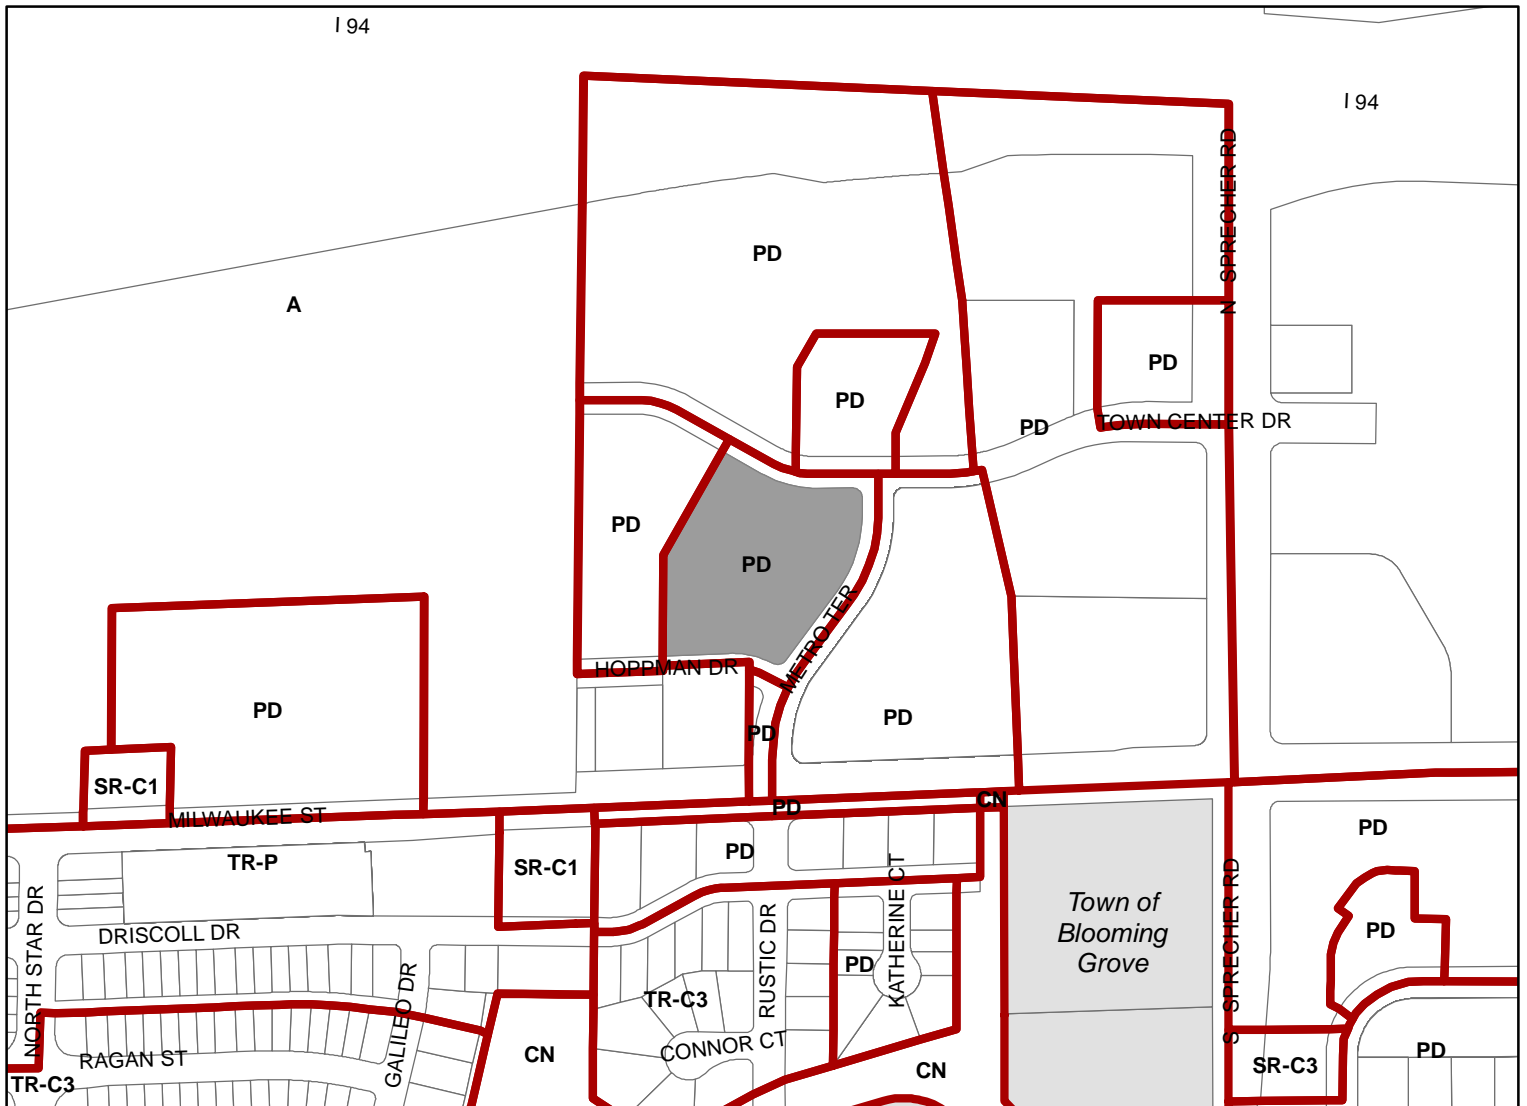 I 94
I 94
N SPRECHER RD
PD
A
PD
PD
TOWN CENTER DR
PD
PD
PD
METRO TER
HOPPMAN DR
PD
PD
PD
SR-C1
CN
PD
MILWAUKEE ST
PD
PD
TR-P
SR-C1
KATHERINE CT
S SPRECHER RD
Town of
Blooming
Grove
PD
NORTH STAR DR
DRISCOLL DR
RUSTIC DR
PD
GALILEO DR
TR-C3
CONNOR CT
PD
RAGAN ST
CN
SR-C3
CN
TR-C3